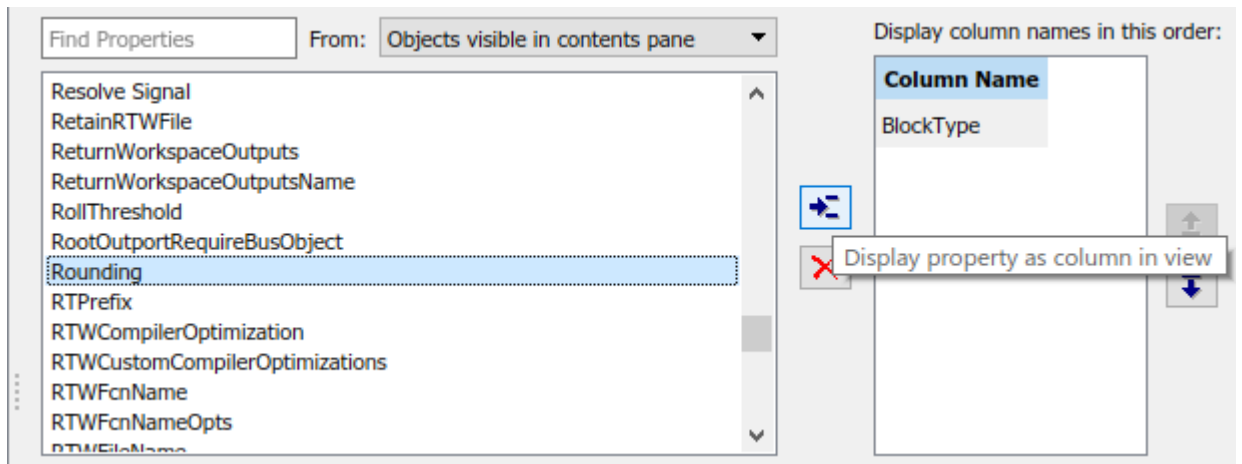 Find Properties
From:
Objects visible in contents pane
Display column names in this order:
Resolve Signal
RetainRTWFile
ReturnWorkspaceOutputs
ReturnWorkspaceOutputsName
RollThreshold
RootOutportRequireBusObject
Rounding
RTPrefix
RTWCompilerOptimization
RTWCustomCompilerOptimizations
RTWFcnName
RTWFcnNameOpts
RTWFileName
Column Name
BlockType
Display property as column in view